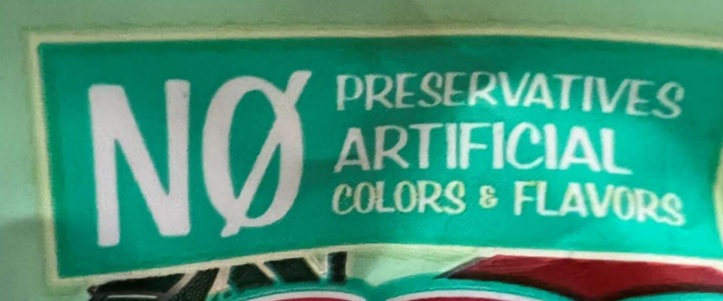 NØ PRESERVATIVES
ARTIFICIAL
COLORS & FLAVORS